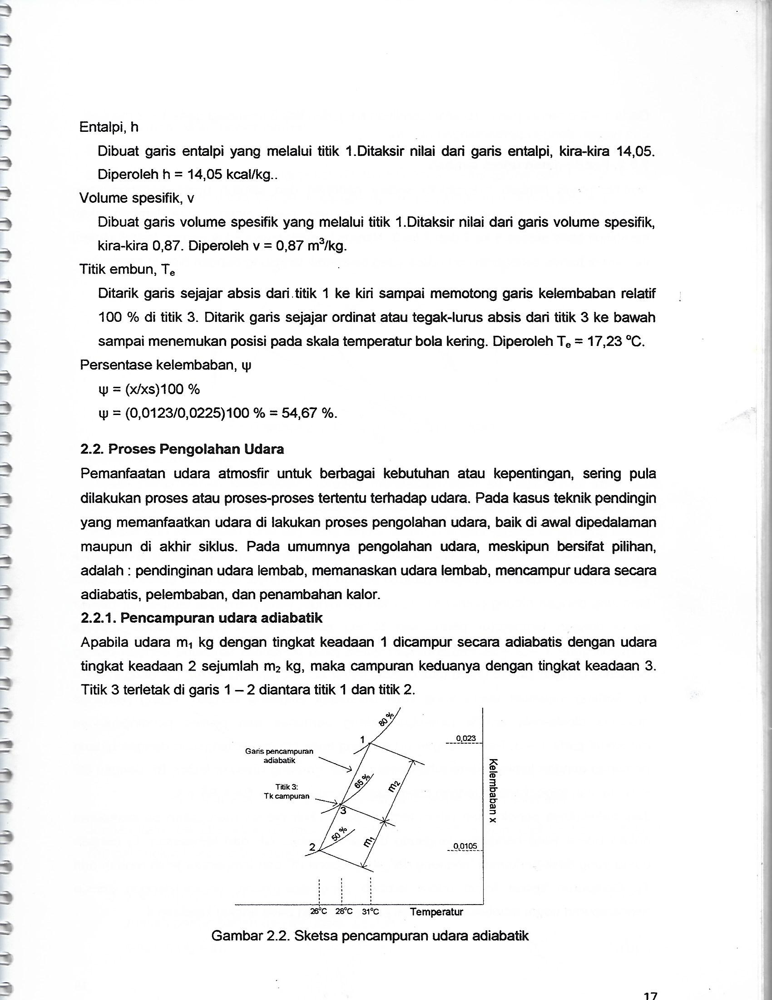 Entalpi, h
Dibuat garis entalpi yang melalui titik 1.Ditaksir nilai dari garis entalpi, kira-kira 14,05.
Diperoleh h = 14,05 kcal/kg..
Volume spesifik, v
Dibuat garis volume spesifik yang melalui titik 1.Ditaksir nilai dari garis volume spesifik,
kira-kira 0,87. Diperoleh v = 0,87 m³/kg.
Titik embun, Tₑ
Ditarik garis sejajar absis dari titik 1 ke kiri sampai memotong garis kelembaban relatif
100 % di titik 3. Ditarik garis sejajar ordinat atau tegak-lurus absis dari titik 3 ke bawah
sampai menemukan posisi pada skala temperatur bola kering. Diperoleh Tₑ = 17,23 ºC.
Persentase kelembaban, ψ
ψ = (x/xs)100 %
ψ = (0,0123/0,0225)100 % = 54,67 %.
2.2. Proses Pengolahan Udara
Pemanfaatan udara atmosfir untuk berbagai kebutuhan atau kepentingan, sering pula
dilakukan proses atau proses-proses tertentu terhadap udara. Pada kasus teknik pendingin
yang memanfaatkan udara di lakukan proses pengolahan udara, baik di awal dipedalaman
maupun di akhir siklus. Pada umumnya pengolahan udara, meskipun bersifat pilihan,
adalah : pendinginan udara lembab, memanaskan udara lembab, mencampur udara secara
adiabatis, pelembaban, dan penambahan kalor.
2.2.1. Pencampuran udara adiabatik
Apabila udara m₁ kg dengan tingkat keadaan 1 dicampur secara adiabatis dengan udara
tingkat keadaan 2 sejumlah m₂ kg, maka campuran keduanya dengan tingkat keadaan 3.
Titik 3 terletak di garis 1 – 2 diantara titik 1 dan titik 2.
80 %
1
0,023
Garis pencampuran
adiabatik
65 %
m₂
Kelembaban x
Titik 3:
Tk campuran
3
50 %
m₁
2
0,0105
26ºC 28ºC 31ºC Temperatur
Gambar 2.2. Sketsa pencampuran udara adiabatik
17